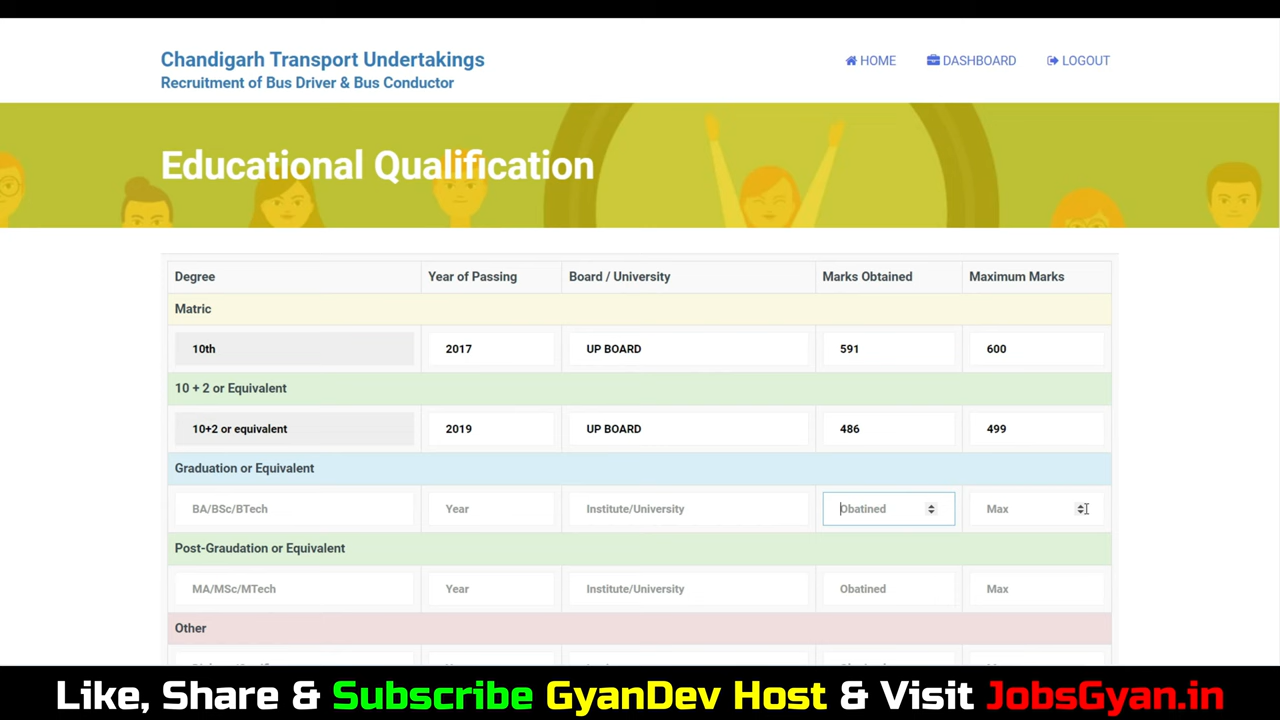 Chandigarh Transport Undertakings
Recruitment of Bus Driver & Bus Conductor
HOME DASHBOARD LOGOUT
Educational Qualification
Degree Year of Passing Board / University Marks Obtained Maximum Marks
Matric
10th 2017 UP BOARD 591 600
10 + 2 or Equivalent
10+2 or equivalent 2019 UP BOARD 486 499
Graduation or Equivalent
BA/BSc/BTech Year Institute/University Obatined Max
Post-Graudation or Equivalent
MA/MSc/MTech Year Institute/University Obatined Max
Other
Like, Share & Subscribe GyanDev Host & Visit JobsGyan.in